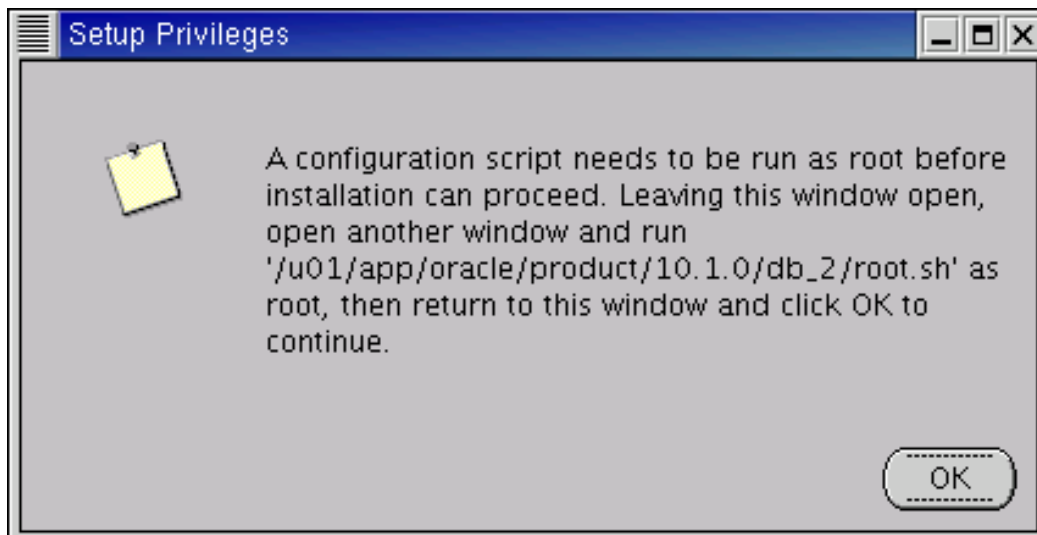 Setup Privileges
A configuration script needs to be run as root before
installation can proceed. Leaving this window open,
open another window and run
'/u01/app/oracle/product/10.1.0/db_2/root.sh' as
root, then return to this window and click OK to
continue.
OK